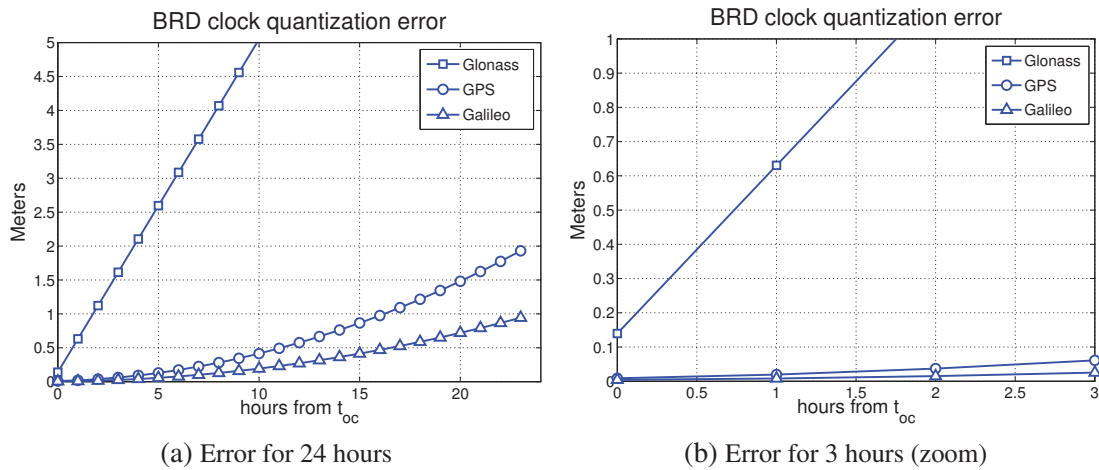 BRD clock quantization error
5
4.5
4
3.5
3
2.5
2
1.5
1
0.5
0
Meters
Glonass
GPS
Galileo
0 5 10 15 20
hours from t_oc
(a) Error for 24 hours
BRD clock quantization error
1
0.9
0.8
0.7
0.6
0.5
0.4
0.3
0.2
0.1
0
Meters
Glonass
GPS
Galileo
0 0.5 1 1.5 2 2.5 3
hours from t_oc
(b) Error for 3 hours (zoom)